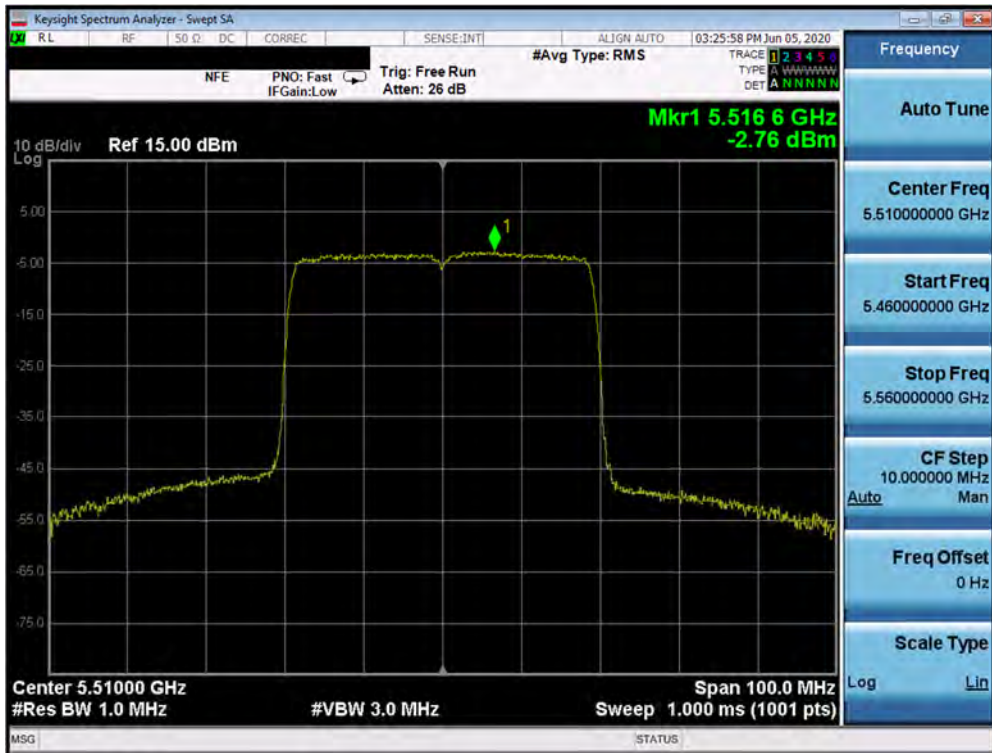 Keysight Spectrum Analyzer - Swept SA
LXI RL RF 50 Ω DC CORREC SENSE:INT ALIGN AUTO 03:25:58 PM Jun 05, 2020
#Avg Type: RMS TRACE 1 2 3 4 5 6
NFE PNO: Fast Trig: Free Run TYPE A WWWWW
IFGain:Low Atten: 26 dB DET A N N N N N
Mkr1 5.516 6 GHz
10 dB/div Ref 15.00 dBm -2.76 dBm
Log
5.00
1
-5.00
-15.0
-25.0
-35.0
-45.0
-55.0
-65.0
-75.0
Center 5.51000 GHz Span 100.0 MHz
#Res BW 1.0 MHz #VBW 3.0 MHz Sweep 1.000 ms (1001 pts)
MSG STATUS
Frequency
Auto Tune
Center Freq
5.510000000 GHz
Start Freq
5.460000000 GHz
Stop Freq
5.560000000 GHz
CF Step
10.000000 MHz
Auto Man
Freq Offset
0 Hz
Scale Type
Log Lin